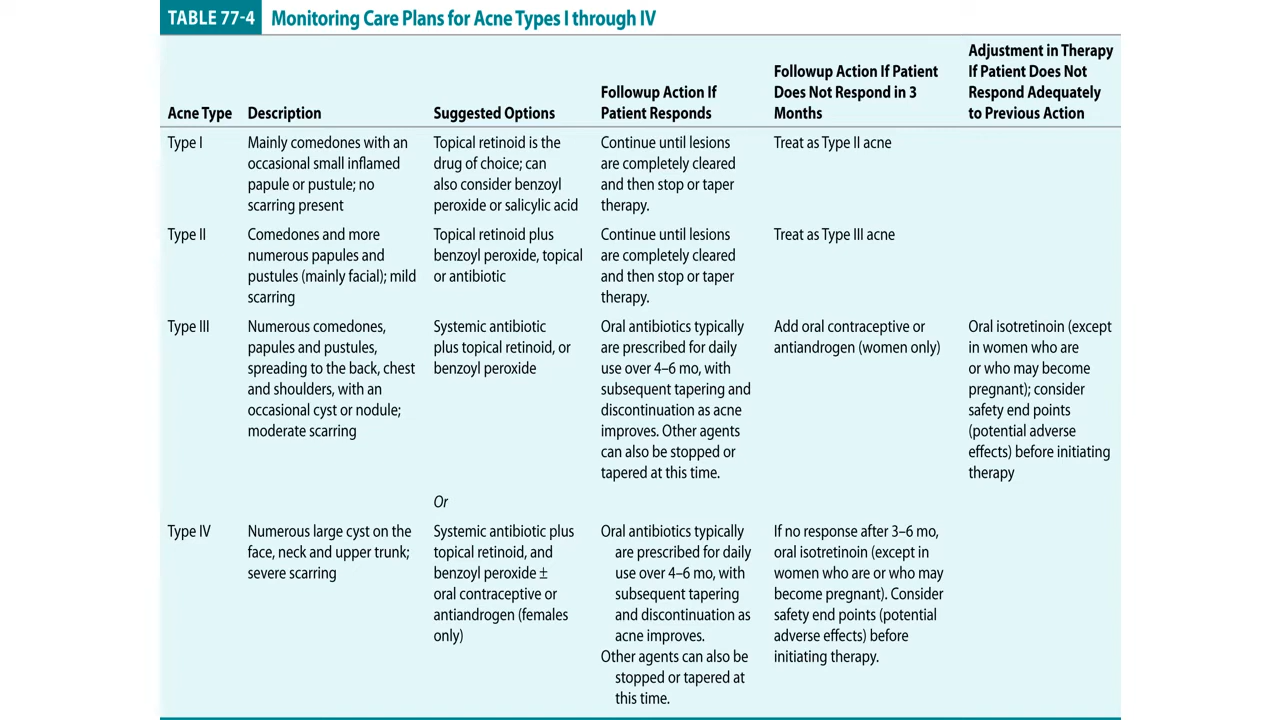 TABLE 77-4 Monitoring Care Plans for Acne Types I through IV
Acne Type
Description
Suggested Options
Followup Action If
Patient Responds
Followup Action If Patient
Does Not Respond in 3
Months
Adjustment in Therapy
If Patient Does Not
Respond Adequately
to Previous Action
Type I
Mainly comedones with an
occasional small inflamed
papule or pustule; no
scarring present
Topical retinoid is the
drug of choice; can
also consider benzoyl
peroxide or salicylic acid
Continue until lesions
are completely cleared
and then stop or taper
therapy.
Treat as Type II acne
Type II
Comedones and more
numerous papules and
pustules (mainly facial); mild
scarring
Topical retinoid plus
benzoyl peroxide, topical
or antibiotic
Continue until lesions
are completely cleared
and then stop or taper
therapy.
Treat as Type III acne
Type III
Numerous comedones,
papules and pustules,
spreading to the back, chest
and shoulders, with an
occasional cyst or nodule;
moderate scarring
Systemic antibiotic
plus topical retinoid, or
benzoyl peroxide
Oral antibiotics typically
are prescribed for daily
use over 4–6 mo, with
subsequent tapering and
discontinuation as acne
improves. Other agents
can also be stopped or
tapered at this time.
Add oral contraceptive or
antiandrogen (women only)
Oral isotretinoin (except
in women who are
or who may become
pregnant); consider
safety end points
(potential adverse
effects) before initiating
therapy
Or
Type IV
Numerous large cyst on the
face, neck and upper trunk;
severe scarring
Systemic antibiotic plus
topical retinoid, and
benzoyl peroxide ±
oral contraceptive or
antiandrogen (females
only)
Oral antibiotics typically
are prescribed for daily
use over 4–6 mo, with
subsequent tapering
and discontinuation as
acne improves.
Other agents can also be
stopped or tapered at
this time.
If no response after 3–6 mo,
oral isotretinoin (except in
women who are or who may
become pregnant). Consider
safety end points (potential
adverse effects) before
initiating therapy.